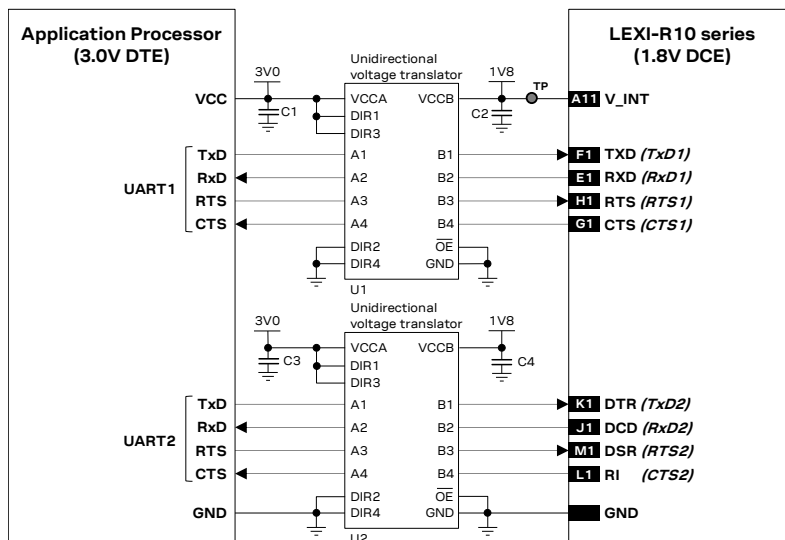 Application Processor
(3.0V DTE)
LEXI-R10 series
(1.8V DCE)
Unidirectional
voltage translator
3V0
1V8
TP
VCC
VCCA
VCCB
A11 V_INT
C1
DIR1
C2
DIR3
TxD
A1
B1
F1 TXD (TxD1)
UART1
RxD
A2
B2
E1 RXD (RxD1)
RTS
A3
B3
H1 RTS (RTS1)
CTS
A4
B4
G1 CTS (CTS1)
DIR2
OE
DIR4
GND
U1
Unidirectional
voltage translator
3V0
1V8
VCCA
VCCB
C3
DIR1
C4
DIR3
TxD
A1
B1
K1 DTR (TxD2)
UART2
RxD
A2
B2
J1 DCD (RxD2)
RTS
A3
B3
M1 DSR (RTS2)
CTS
A4
B4
L1 RI (CTS2)
DIR2
OE
GND
DIR4
GND
GND
U2